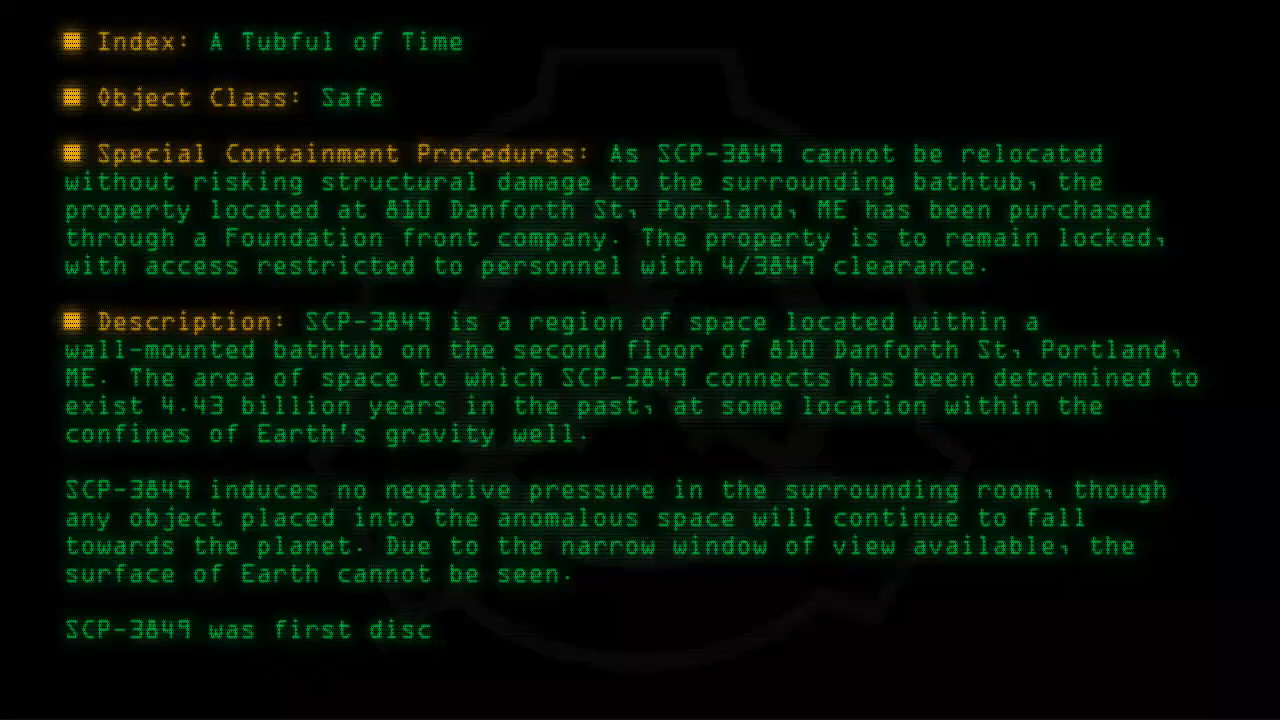 ■ Index: A Tubful of Time
■ Object Class: Safe
■ Special Containment Procedures: As SCP-3849 cannot be relocated
without risking structural damage to the surrounding bathtub, the
property located at 810 Danforth St, Portland, ME has been purchased
through a Foundation front company. The property is to remain locked,
with access restricted to personnel with 4/3849 clearance.
■ Description: SCP-3849 is a region of space located within a
wall-mounted bathtub on the second floor of 810 Danforth St, Portland,
ME. The area of space to which SCP-3849 connects has been determined to
exist 4.43 billion years in the past, at some location within the
confines of Earth's gravity well.
SCP-3849 induces no negative pressure in the surrounding room, though
any object placed into the anomalous space will continue to fall
towards the planet. Due to the narrow window of view available, the
surface of Earth cannot be seen.
SCP-3849 was first disc